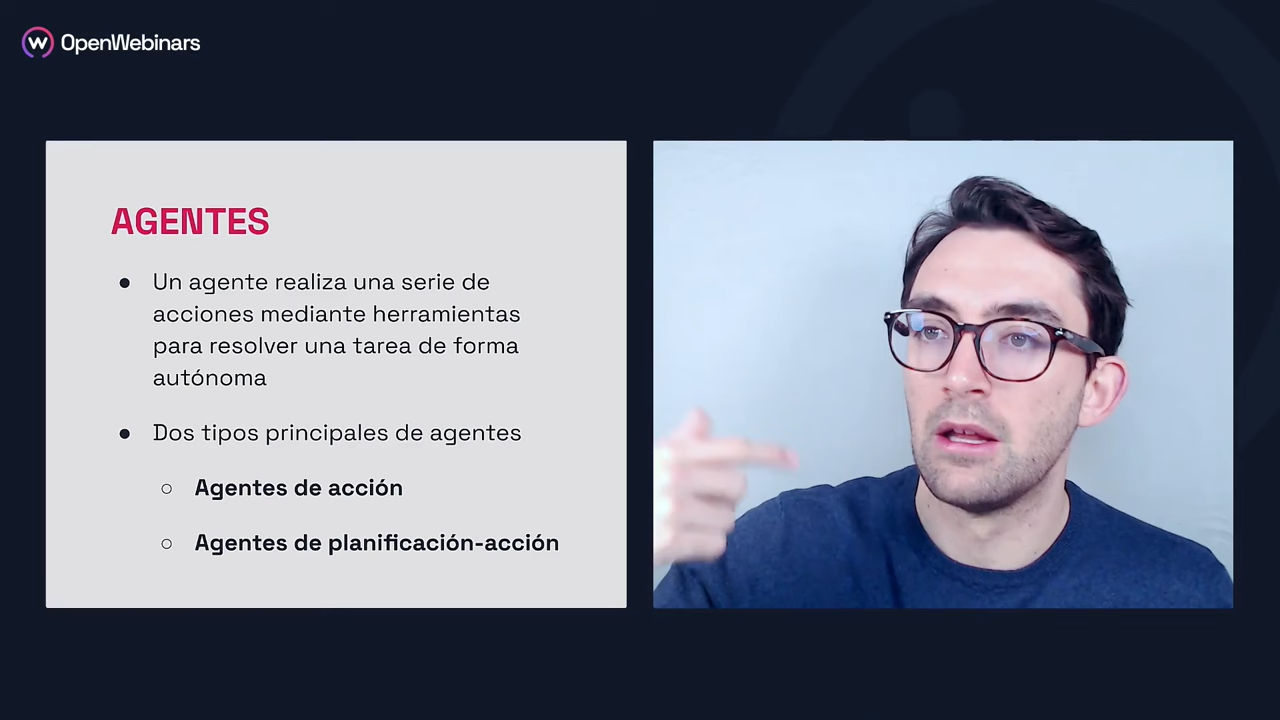 OpenWebinars
AGENTES
● Un agente realiza una serie de
acciones mediante herramientas
para resolver una tarea de forma
autónoma
● Dos tipos principales de agentes
○ Agentes de acción
○ Agentes de planificación-acción